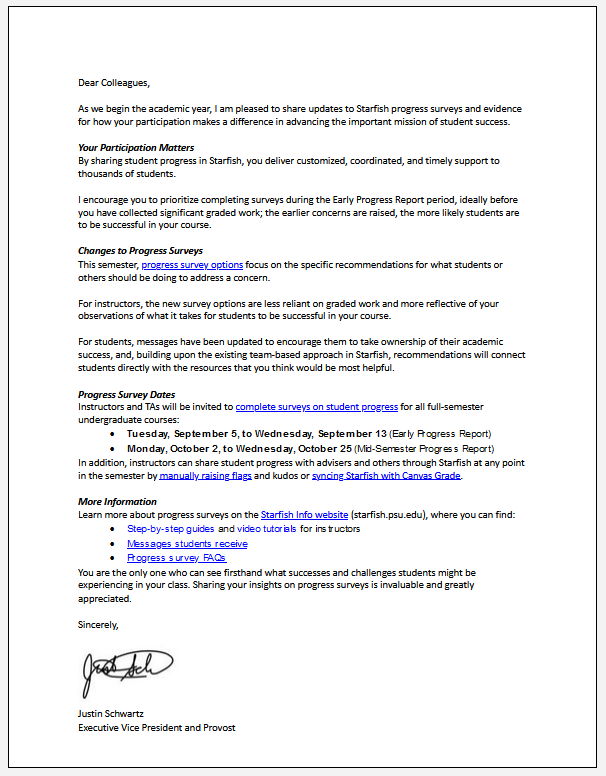 Dear Colleagues,
As we begin the academic year, I am pleased to share updates to Starfish progress surveys and evidence
for how your participation makes a difference in advancing the important mission of student success.
Your Participation Matters
By sharing student progress in Starfish, you deliver customized, coordinated, and timely support to
thousands of students.
I encourage you to prioritize completing surveys during the Early Progress Report period, ideally before
you have collected significant graded work; the earlier concerns are raised, the more likely students are
to be successful in your course.
Changes to Progress Surveys
This semester, progress survey options focus on the specific recommendations for what students or
others should be doing to address a concern.
For instructors, the new survey options are less reliant on graded work and more reflective of your
observations of what it takes for students to be successful in your course.
For students, messages have been updated to encourage them to take ownership of their academic
success, and, building upon the existing team-based approach in Starfish, recommendations will connect
students directly with the resources that you think would be most helpful.
Progress Survey Dates
Instructors and TAs will be invited to complete surveys on student progress for all full-semester
undergraduate courses:
• Tuesday, September 5, to Wednesday, September 13 (Early Progress Report)
• Monday, October 2, to Wednesday, October 25 (Mid-Semester Progress Report)
In addition, instructors can share student progress with advisers and others through Starfish at any point
in the semester by manually raising flags and kudos or syncing Starfish with Canvas Grade.
More Information
Learn more about progress surveys on the Starfish Info website (starfish.psu.edu), where you can find:
• Step-by-step guides and video tutorials for instructors
• Messages students receive
• Progress survey FAQs
You are the only one who can see firsthand what successes and challenges students might be
experiencing in your class. Sharing your insights on progress surveys is invaluable and greatly
appreciated.
Sincerely,
Justin Schwartz
Executive Vice President and Provost